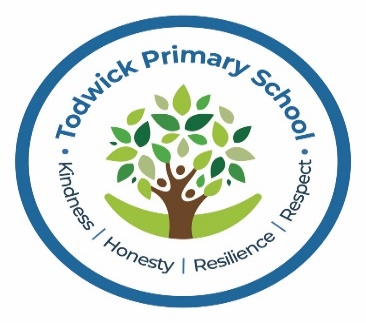 • Todwick Primary School •
Kindness | Honesty | Resilience | Respect